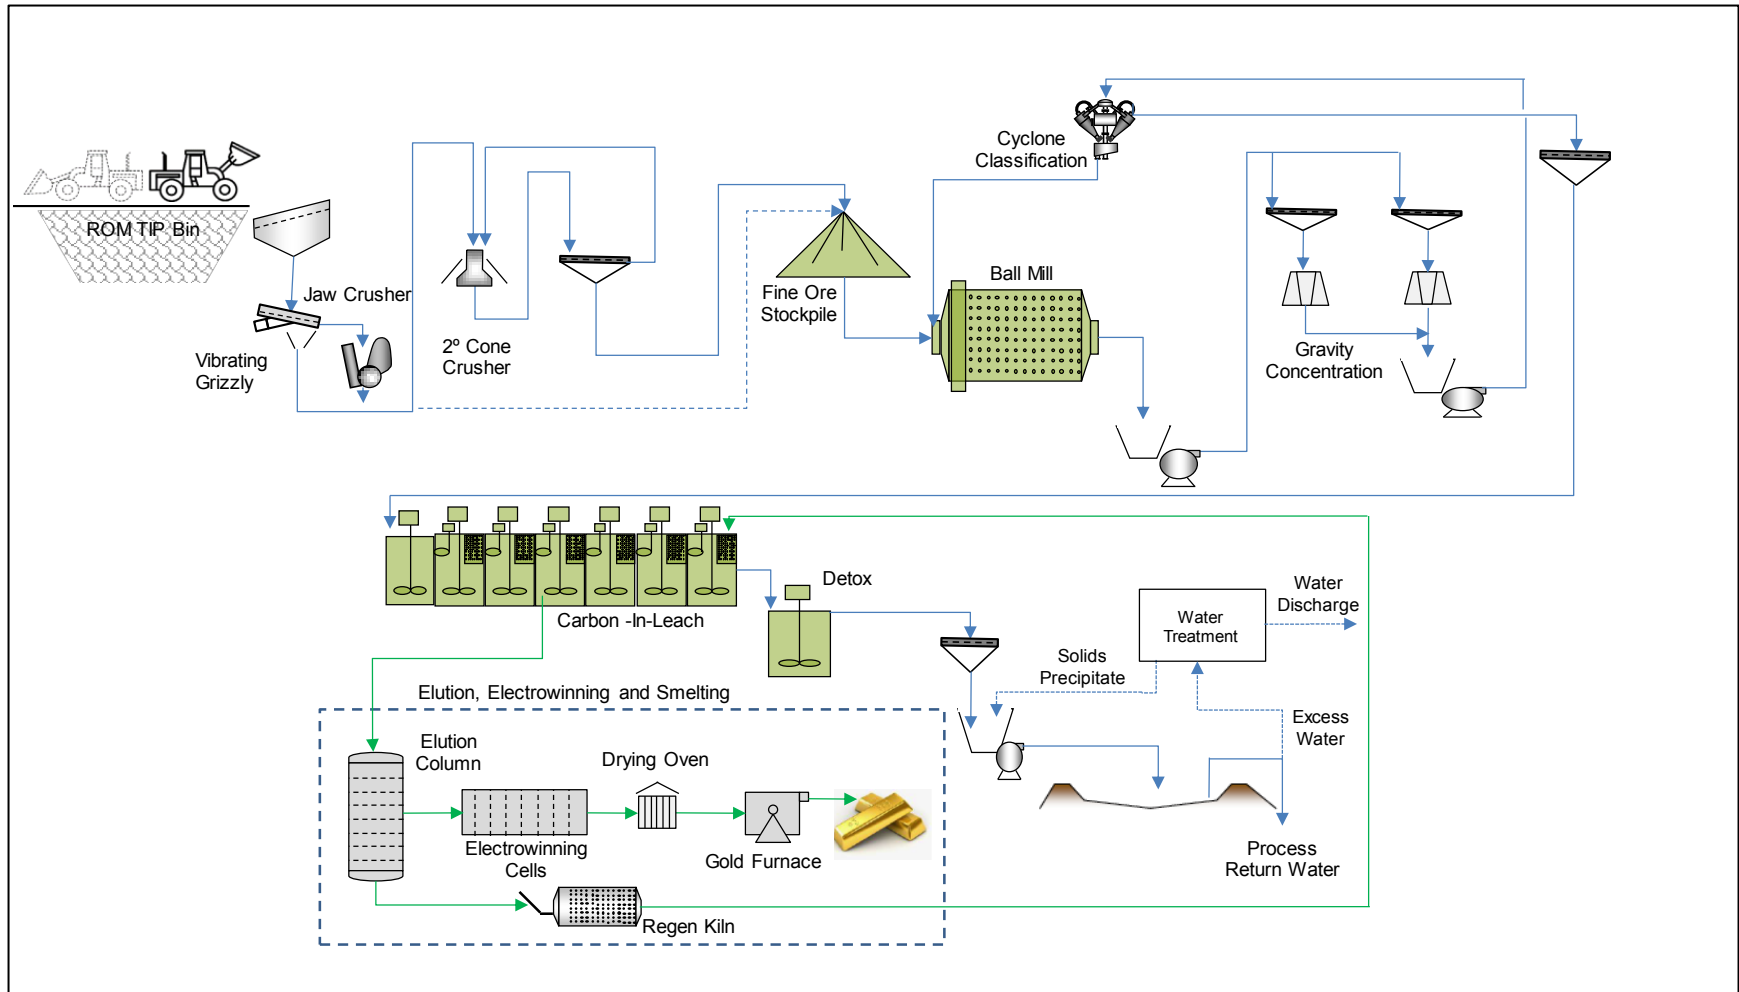 ROM TIP Bin
Jaw Crusher
Vibrating
Grizzly
2º Cone
Crusher
Fine Ore
Stockpile
Cyclone
Classification
Ball Mill
Gravity
Concentration
Carbon -In-Leach
Detox
Water
Treatment
Water
Discharge
Solids
Precipitate
Excess
Water
Process
Return Water
Elution, Electrowinning and Smelting
Elution
Column
Drying Oven
Electrowinning
Cells
Gold Furnace
Regen Kiln